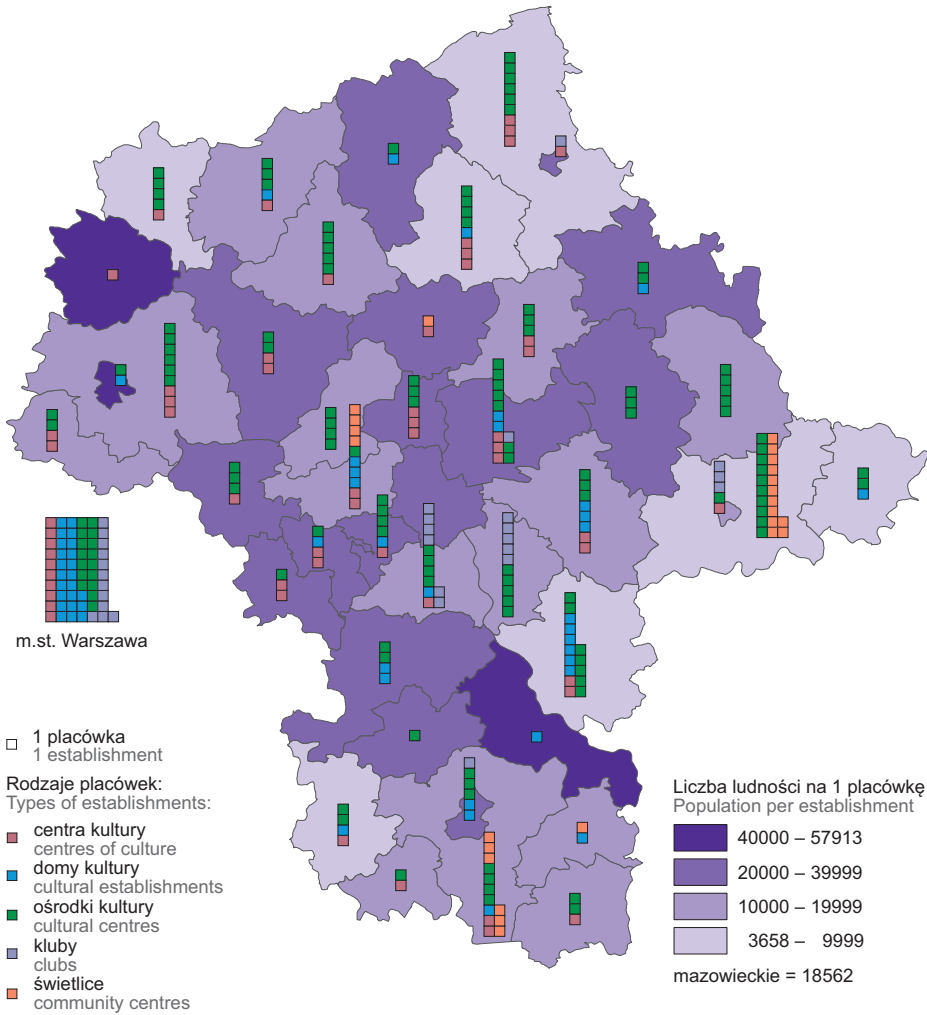 m.st. Warszawa
1 placówka
1 establishment
Rodzaje placówek:
Types of establishments:
centra kultury
centres of culture
domy kultury
cultural establishments
ośrodki kultury
cultural centres
kluby
clubs
świetlice
community centres
Liczba ludności na 1 placówkę
Population per establishment
40000 – 57913
20000 – 39999
10000 – 19999
3658 – 9999
mazowieckie = 18562